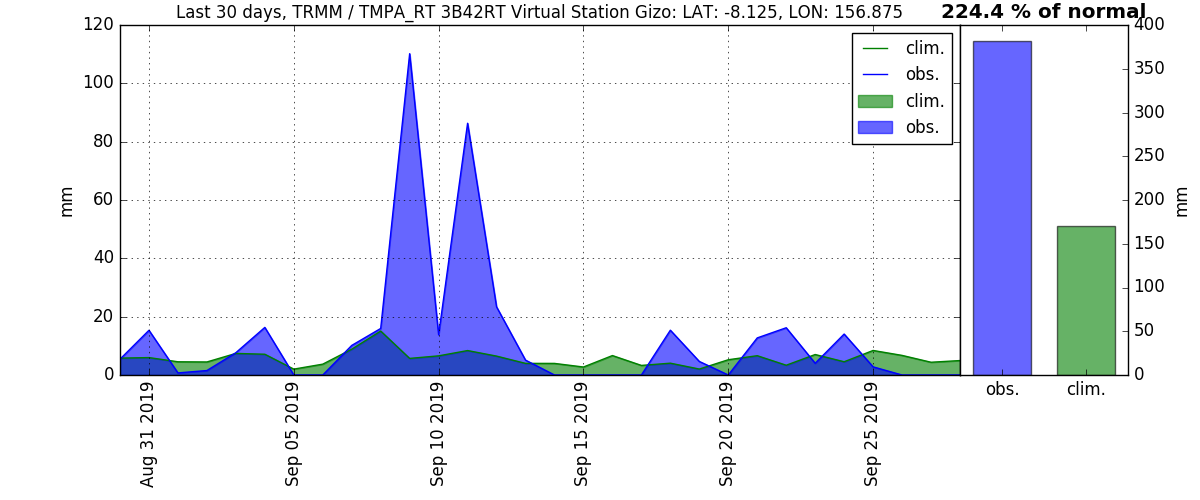 Last 30 days, TRMM / TMPA_RT 3B42RT Virtual Station Gizo: LAT: -8.125, LON: 156.875
224.4 % of normal
120
100
80
60
40
20
0
mm
clim.
obs.
clim.
obs.
Aug 31 2019
Sep 05 2019
Sep 10 2019
Sep 15 2019
Sep 20 2019
Sep 25 2019
400
350
300
250
200
150
100
50
0
mm
obs.
clim.